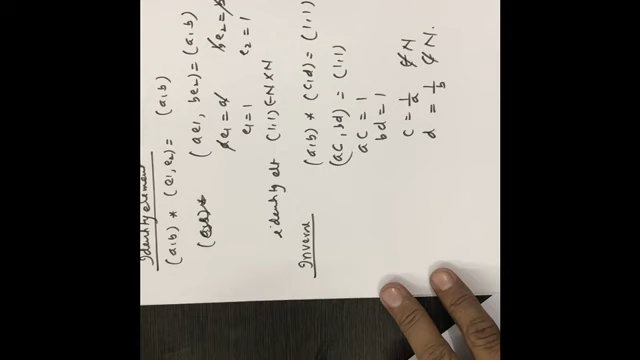 Identity element
(a,b) * (e₁, e₂) = (a,b)
(ae₁, be₂) = (a,b)
ae₁ = a  be₂ = b
e₁ = 1  e₂ = 1
identity elt (1,1) ∈ N×N
Inverse
(a,b) * (c,d) = (1,1)
(ac, bd) = (1,1)
ac = 1
bd = 1
c = 1/a ∉ N
d = 1/b ∉ N.